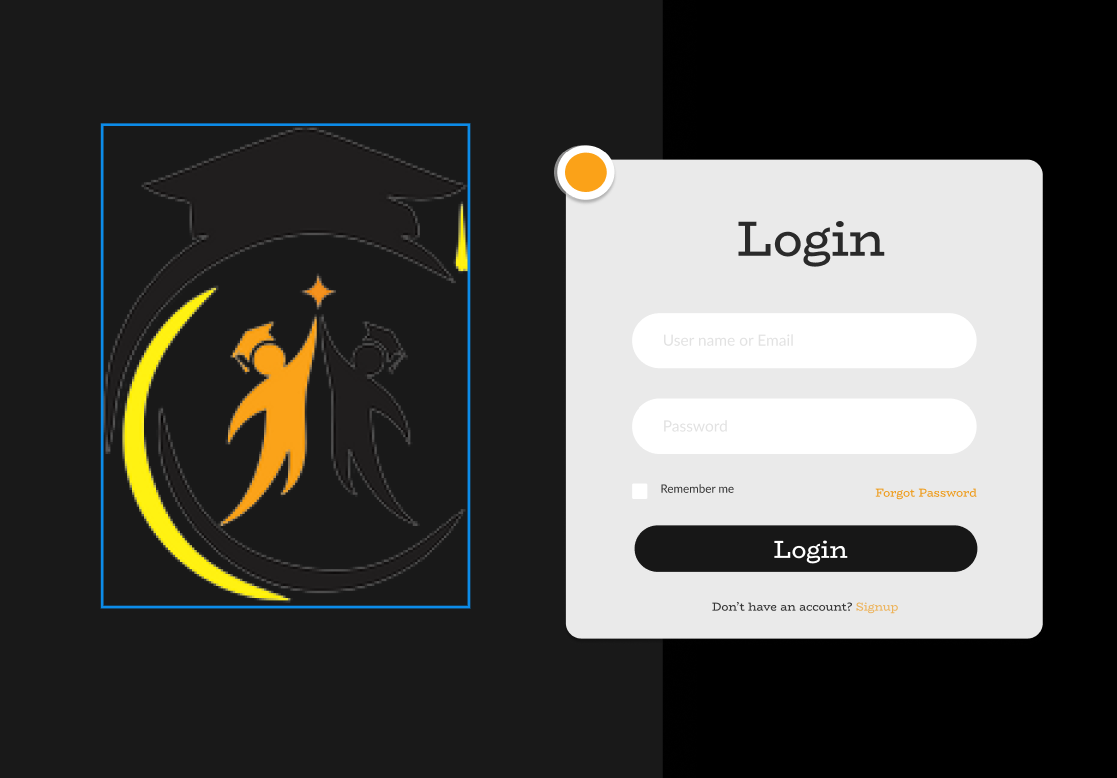 Login
User name or Email
Password
Remember me
Forgot Password
Login
Don't have an account? Signup